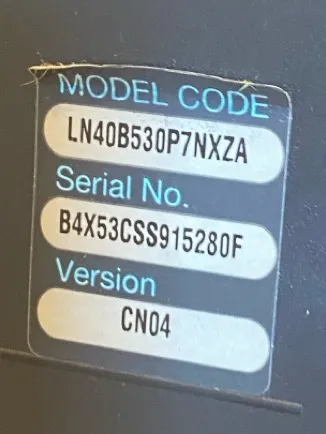 MODEL CODE
LN40B530P7NXZA
Serial No.
B4X53CSS915280F
Version
CN04